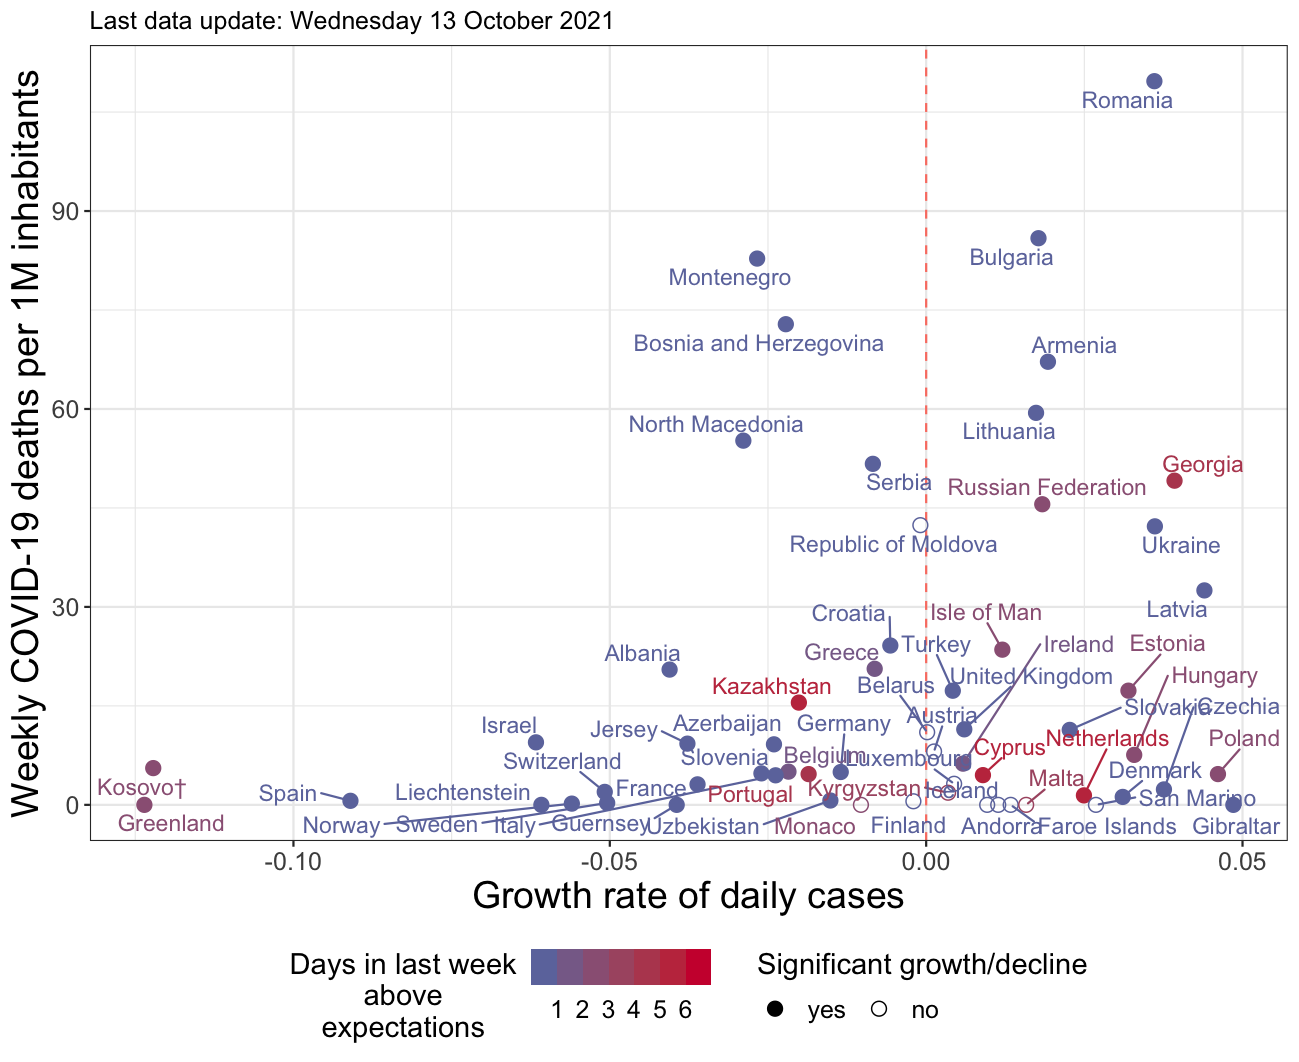 Last data update: Wednesday 13 October 2021
Weekly COVID-19 deaths per 1M inhabitants
90
60
30
0
Romania
Bulgaria
Montenegro
Bosnia and Herzegovina
Armenia
North Macedonia
Lithuania
Georgia
Serbia
Russian Federation
Republic of Moldova
Ukraine
Latvia
Croatia
Isle of Man
Greece
Turkey
Ireland
Estonia
Albania
Kazakhstan
Belarus
United Kingdom
Hungary
Israel
Jersey
Azerbaijan
Germany
Austria
Slovakia
Czechia
Switzerland
Slovenia
Belgium
Luxembourg
Cyprus
Netherlands
Poland
Kosovo†
Spain
Liechtenstein
France
Portugal
Kyrgyzstan
Iceland
Malta
Denmark
San Marino
Greenland
Norway
Sweden
Italy
Guernsey
Uzbekistan
Monaco
Finland
Andorra
Faroe Islands
Gibraltar
-0.10
-0.05
0.00
0.05
Growth rate of daily cases
Days in last week
above
expectations
1 2 3 4 5 6
Significant growth/decline
yes
no